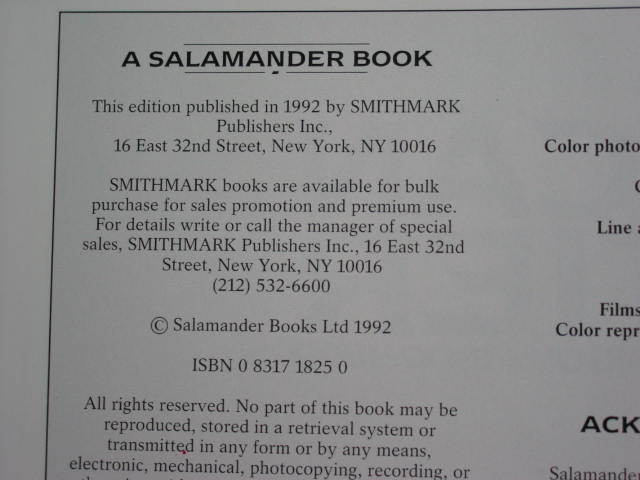 A SALAMANDER BOOK
This edition published in 1992 by SMITHMARK
Publishers Inc.,
16 East 32nd Street, New York, NY 10016
SMITHMARK books are available for bulk
purchase for sales promotion and premium use.
For details write or call the manager of special
sales, SMITHMARK Publishers Inc., 16 East 32nd
Street, New York, NY 10016
(212) 532-6600
© Salamander Books Ltd 1992
ISBN 0 8317 1825 0
All rights reserved. No part of this book may be
reproduced, stored in a retrieval system or
transmitted in any form or by any means,
electronic, mechanical, photocopying, recording, or
Color photo
Line
Films
Color repr
ACK
Salamander